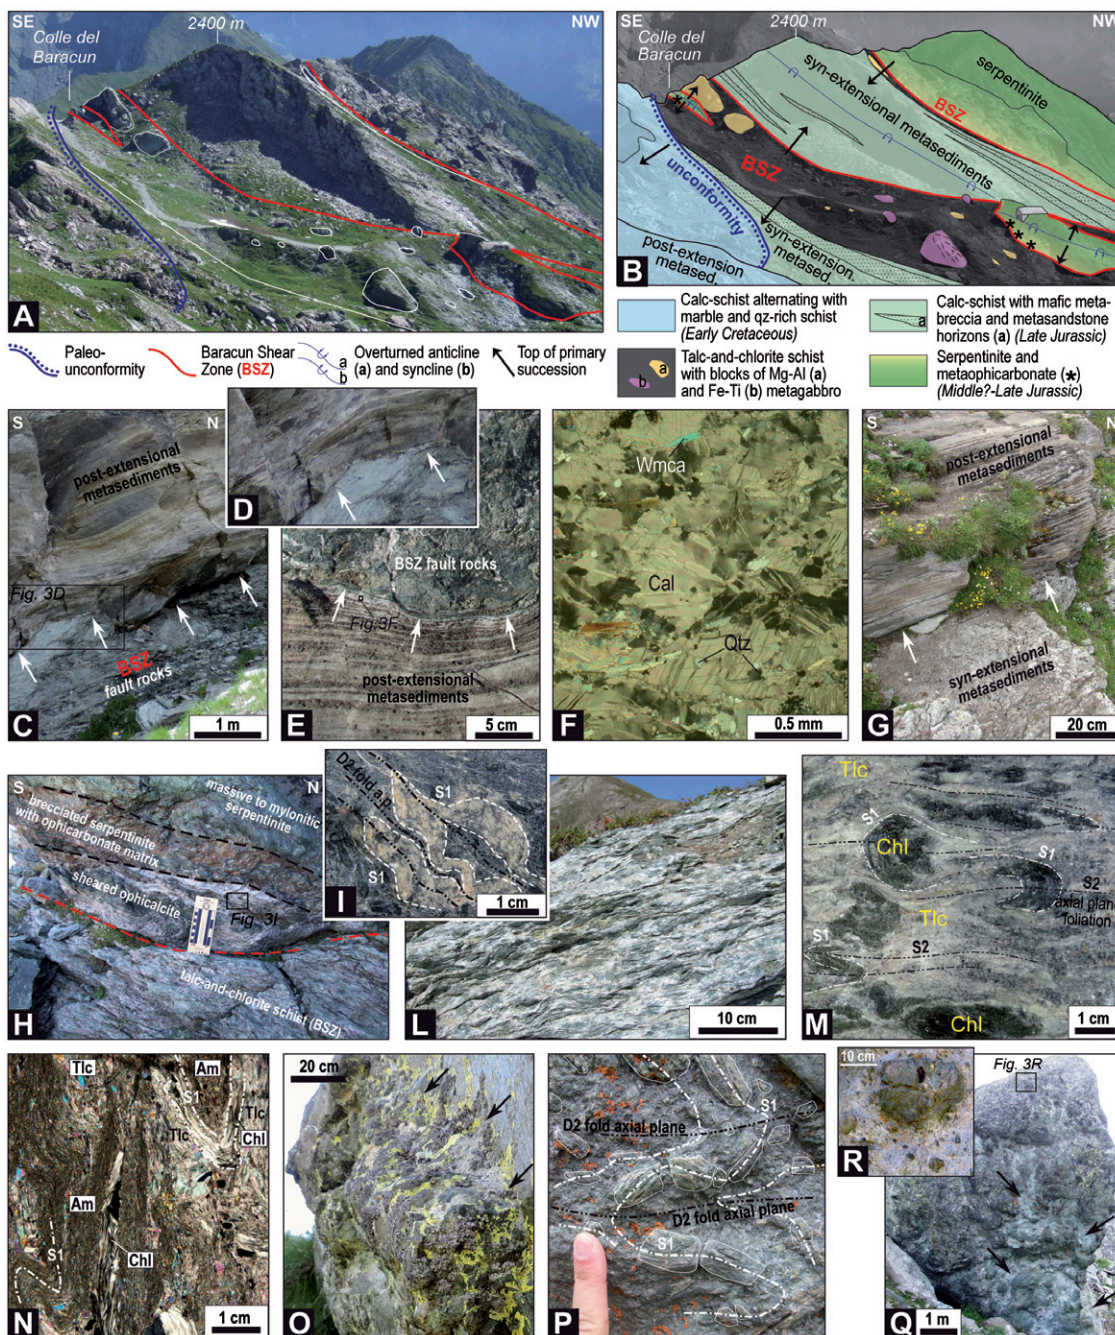 SE
NW
Colle del
Baracun
2400 m
A
SE
NW
Colle del
Baracun
2400 m
serpentinite
syn-extensional metasediments
BSZ
*
BSZ
unconformity
syn-extension.
metased.
post-extension
metased.
* * *
B
Paleo-
unconformity
Baracun Shear
Zone (BSZ)
a
b
Overturned anticline
(a) and syncline (b)
Top of primary
succession
Calc-schist alternating with
marble and qz-rich schist
(Early Cretaceous)
a
b
Talc-and-chlorite schist
with blocks of Mg-Al (a)
and Fe-Ti (b) metagabbro
a
Calc-schist with mafic meta-
breccia and metasandstone
horizons (a) (Late Jurassic)
Serpentinite and
metaophicarbonate (*)
(Middle?-Late Jurassic)
S
N
post-extensional
metasediments
Fig. 3D
BSZ
fault rocks
C
1 m
D
BSZ fault rocks
Fig. 3F
post-extensional
metasediments
E
5 cm
Wmca
Cal
Qtz
F
0.5 mm
S
N
post-extensional
metasediments
syn-extensional
metasediments
G
20 cm
S
N
massive to mylonitic
serpentinite
brecciated serpentinite
with ophicarbonate matrix
sheared ophicalcite
Fig. 3I
talc-and-chlorite schist (BSZ)
H
D2 fold a.p.
S1
S1
I
1 cm
L
10 cm
Tlc
S1
Chl
S1
S2
axial plane
foliation
Tlc
S1
S2
Chl
M
1 cm
Tlc
Am
S1
Tlc
Tlc
Chl
Am
S1
Chl
N
1 cm
20 cm
O
S1
D2 fold axial plane
D2 fold axial plane
S1
P
10 cm
R
Fig. 3R
Q
1 m